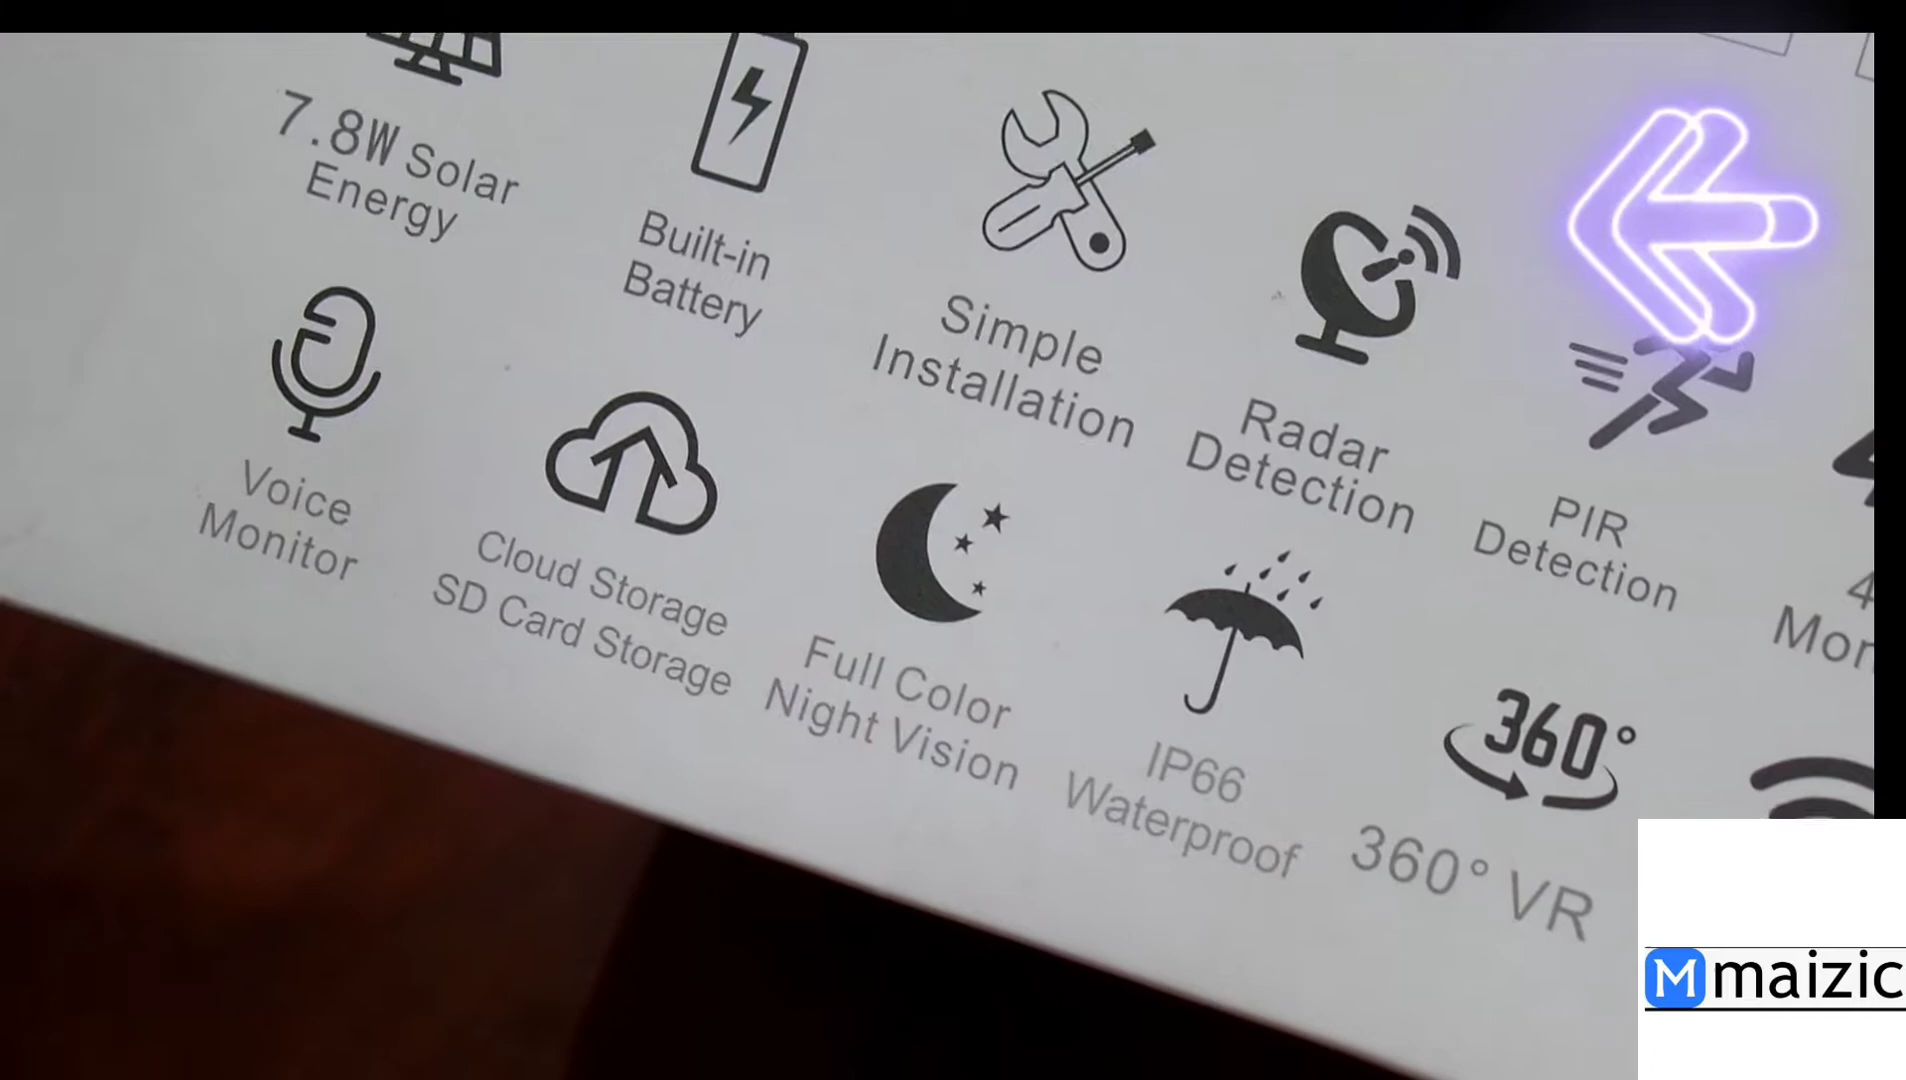 7.8W Solar
Energy
Built-in
Battery
Simple
Installation
Radar
Detection
PIR
Detection
Voice
Monitor
Cloud Storage
SD Card Storage
Full Color
Night Vision
IP66
Waterproof
360°
360° VR
M maizic